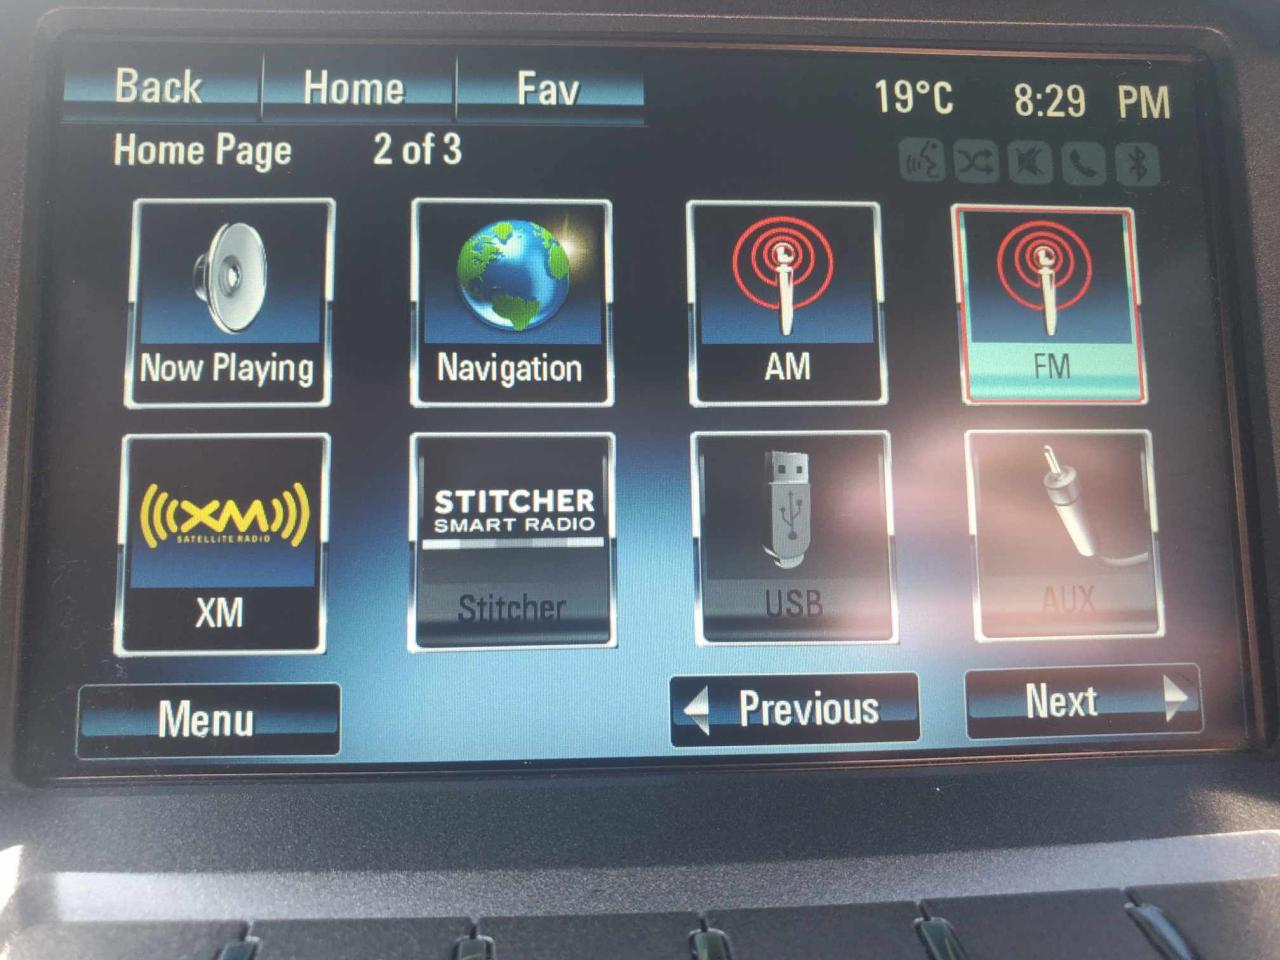 Back Home Fav 19°C 8:29 PM
Home Page 2 of 3
Now Playing Navigation AM FM
XM
SATELLITE RADIO
STITCHER
SMART RADIO
XM Stitcher USB AUX
Menu Previous Next